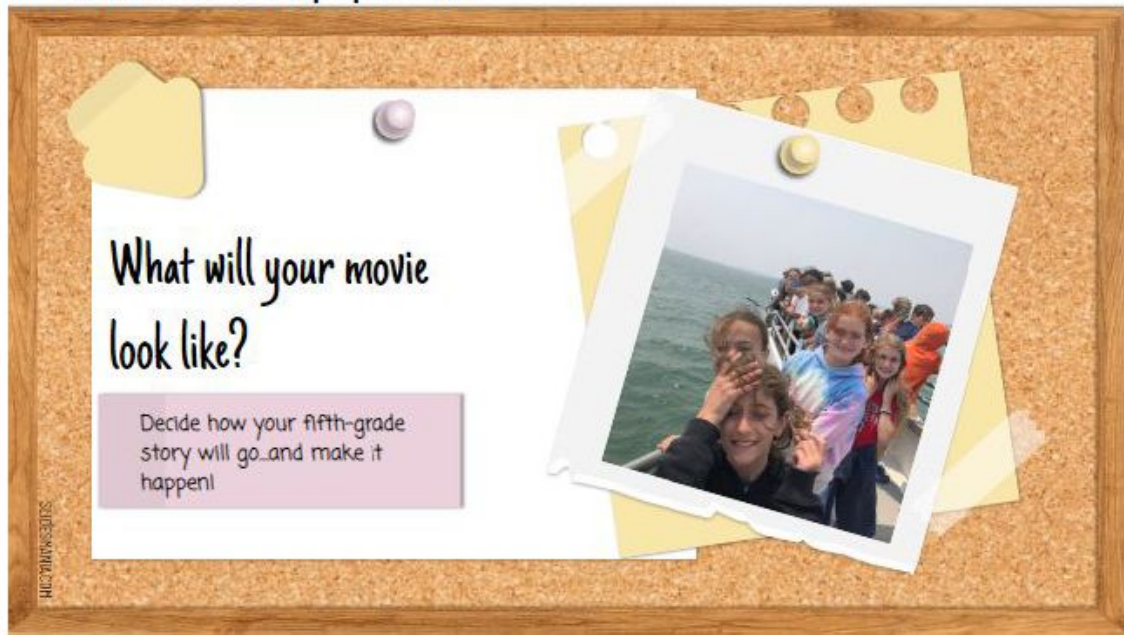 What will your movie
look like?
Decide how your fifth-grade
story will go...and make it
happen!
SLIDESMANIA.COM